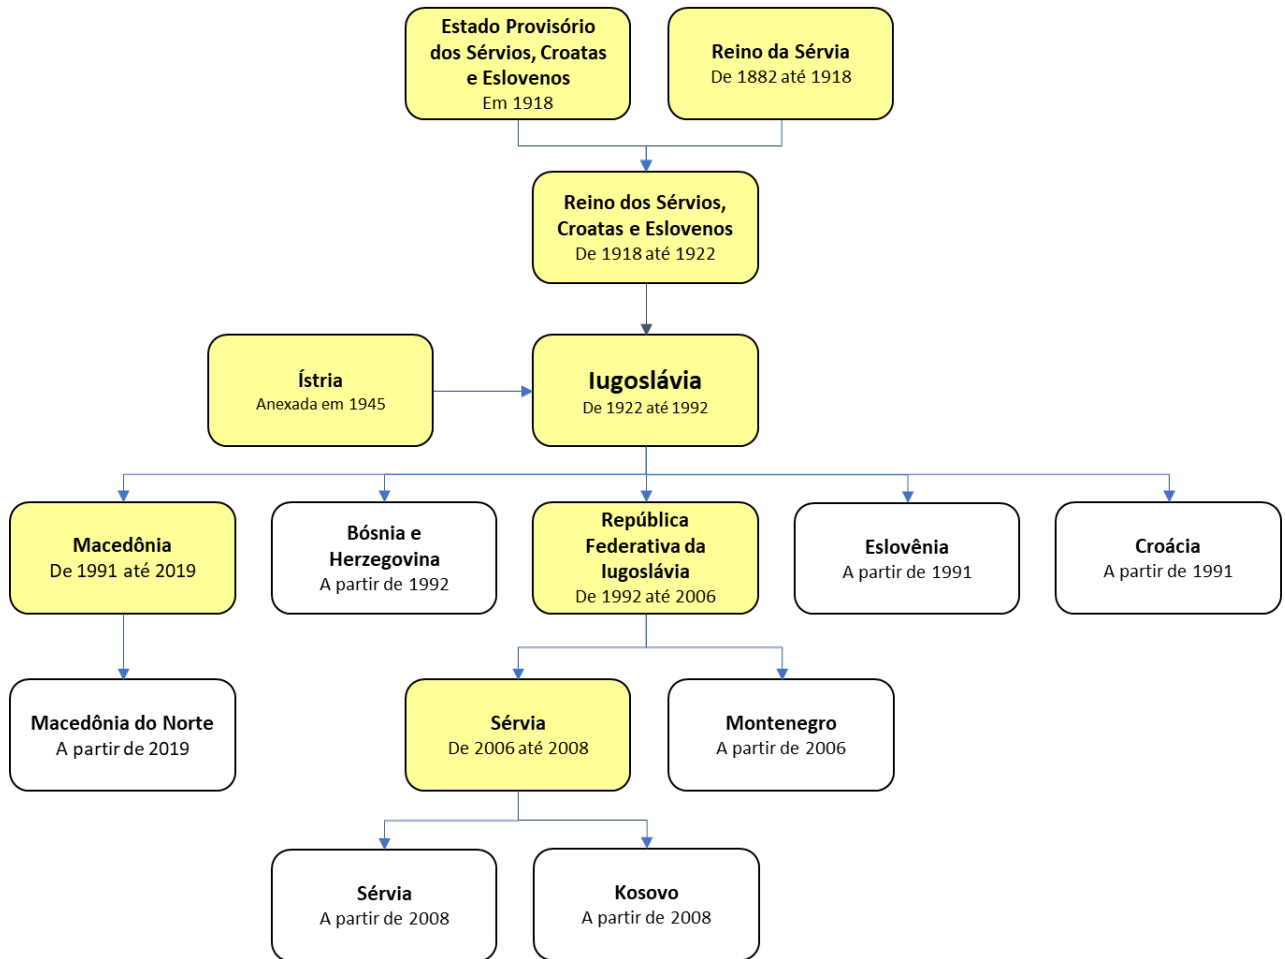 Estado Provisório
dos Sérvios, Croatas
e Eslovenos
Em 1918
Reino da Sérvia
De 1882 até 1918
Reino dos Sérvios,
Croatas e Eslovenos
De 1918 até 1922
Ístria
Anexada em 1945
Iugoslávia
De 1922 até 1992
Macedônia
De 1991 até 2019
Bósnia e
Herzegovina
A partir de 1992
República
Federativa da
Iugoslávia
De 1992 até 2006
Eslovênia
A partir de 1991
Croácia
A partir de 1991
Macedônia do Norte
A partir de 2019
Sérvia
De 2006 até 2008
Montenegro
A partir de 2006
Sérvia
A partir de 2008
Kosovo
A partir de 2008